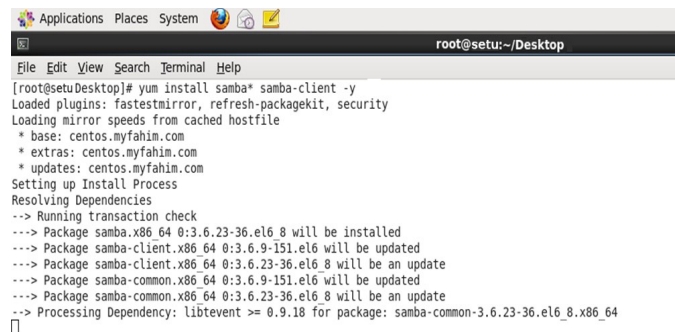 Applications Places System
root@setu:~/Desktop
File Edit View Search Terminal Help
[root@setu Desktop]# yum install samba* samba-client -y
Loaded plugins: fastestmirror, refresh-packagekit, security
Loading mirror speeds from cached hostfile
* base: centos.myfahim.com
* extras: centos.myfahim.com
* updates: centos.myfahim.com
Setting up Install Process
Resolving Dependencies
--> Running transaction check
---> Package samba.x86_64 0:3.6.23-36.el6_8 will be installed
---> Package samba-client.x86_64 0:3.6.9-151.el6 will be updated
---> Package samba-client.x86_64 0:3.6.23-36.el6_8 will be an update
---> Package samba-common.x86_64 0:3.6.9-151.el6 will be updated
---> Package samba-common.x86_64 0:3.6.23-36.el6_8 will be an update
--> Processing Dependency: libtevent >= 0.9.18 for package: samba-common-3.6.23-36.el6_8.x86_64